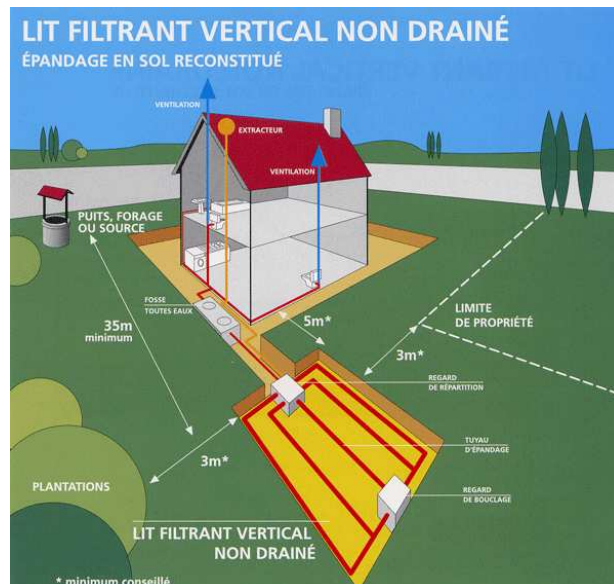 LIT FILTRANT VERTICAL NON DRAINÉ
ÉPANDAGE EN SOL RECONSTITUÉ
VENTILATION
EXTRACTEUR
VENTILATION
PUITS, FORAGE
OU SOURCE
FOSSE
TOUTES EAUX
35m
minimum
5m*
LIMITE
DE PROPRIÉTÉ
3m*
REGARD
DE RÉPARTITION
TUYAU
D'ÉPANDAGE
3m*
PLANTATIONS
REGARD
DE BOUCLAGE
LIT FILTRANT VERTICAL
NON DRAINÉ
* minimum conseillé